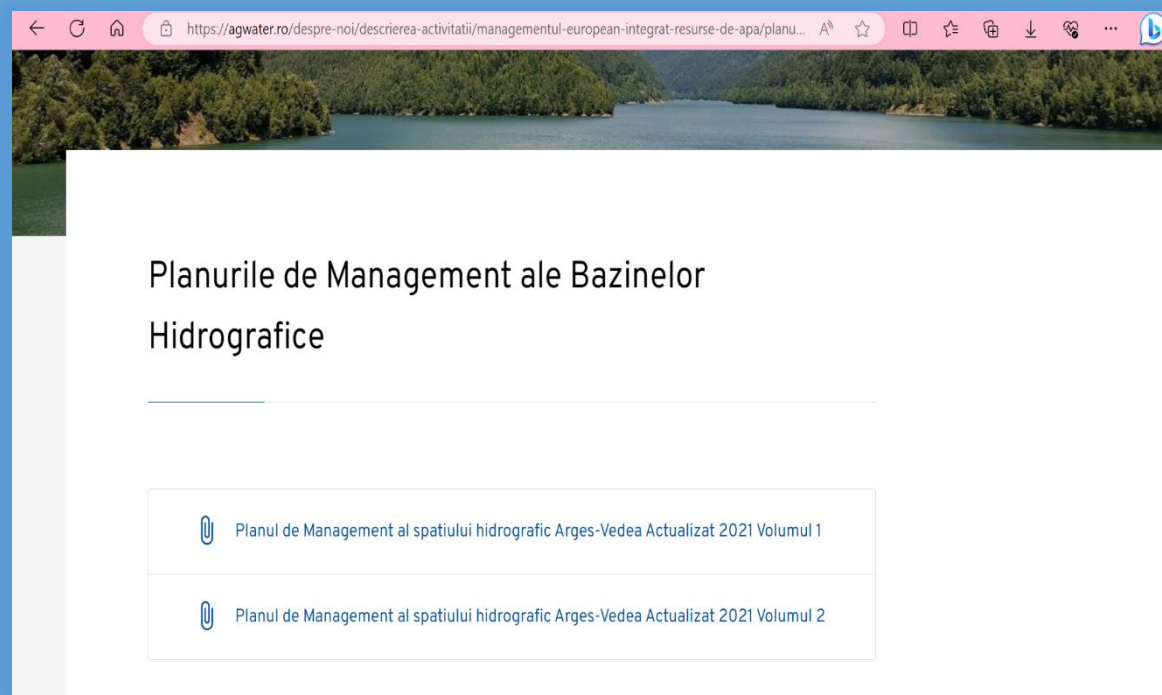 https://agwater.ro/despre-noi/descrierea-activitatii/managementul-european-integrat-resurse-de-apa/planu...
Planurile de Management ale Bazinelor
Hidrografice
Planul de Management al spatiului hidrografic Arges-Vedea Actualizat 2021 Volumul 1
Planul de Management al spatiului hidrografic Arges-Vedea Actualizat 2021 Volumul 2